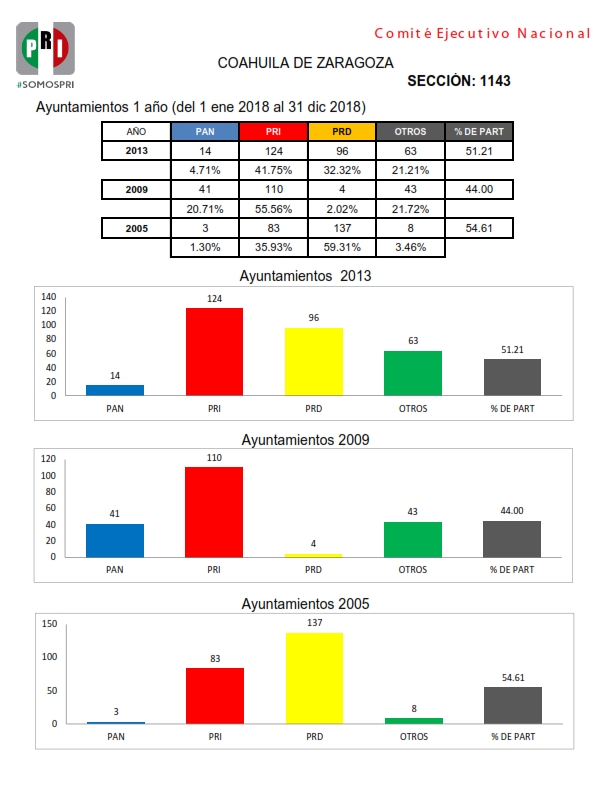 Comité Ejecutivo Nacional
PRI
#SOMOSPRI
COAHUILA DE ZARAGOZA
SECCIÓN: 1143
Ayuntamientos 1 año (del 1 ene 2018 al 31 dic 2018)
AÑO PAN PRI PRD OTROS % DE PART
2013 14 124 96 63 51.21
4.71% 41.75% 32.32% 21.21%
2009 41 110 4 43 44.00
20.71% 55.56% 2.02% 21.72%
2005 3 83 137 8 54.61
1.30% 35.93% 59.31% 3.46%
Ayuntamientos 2013
140
120
100
80
60
40
20
0
14 124 96 63 51.21
PAN PRI PRD OTROS % DE PART
Ayuntamientos 2009
120
100
80
60
40
20
0
41 110 4 43 44.00
PAN PRI PRD OTROS % DE PART
Ayuntamientos 2005
150
100
50
0
3 83 137 8 54.61
PAN PRI PRD OTROS % DE PART